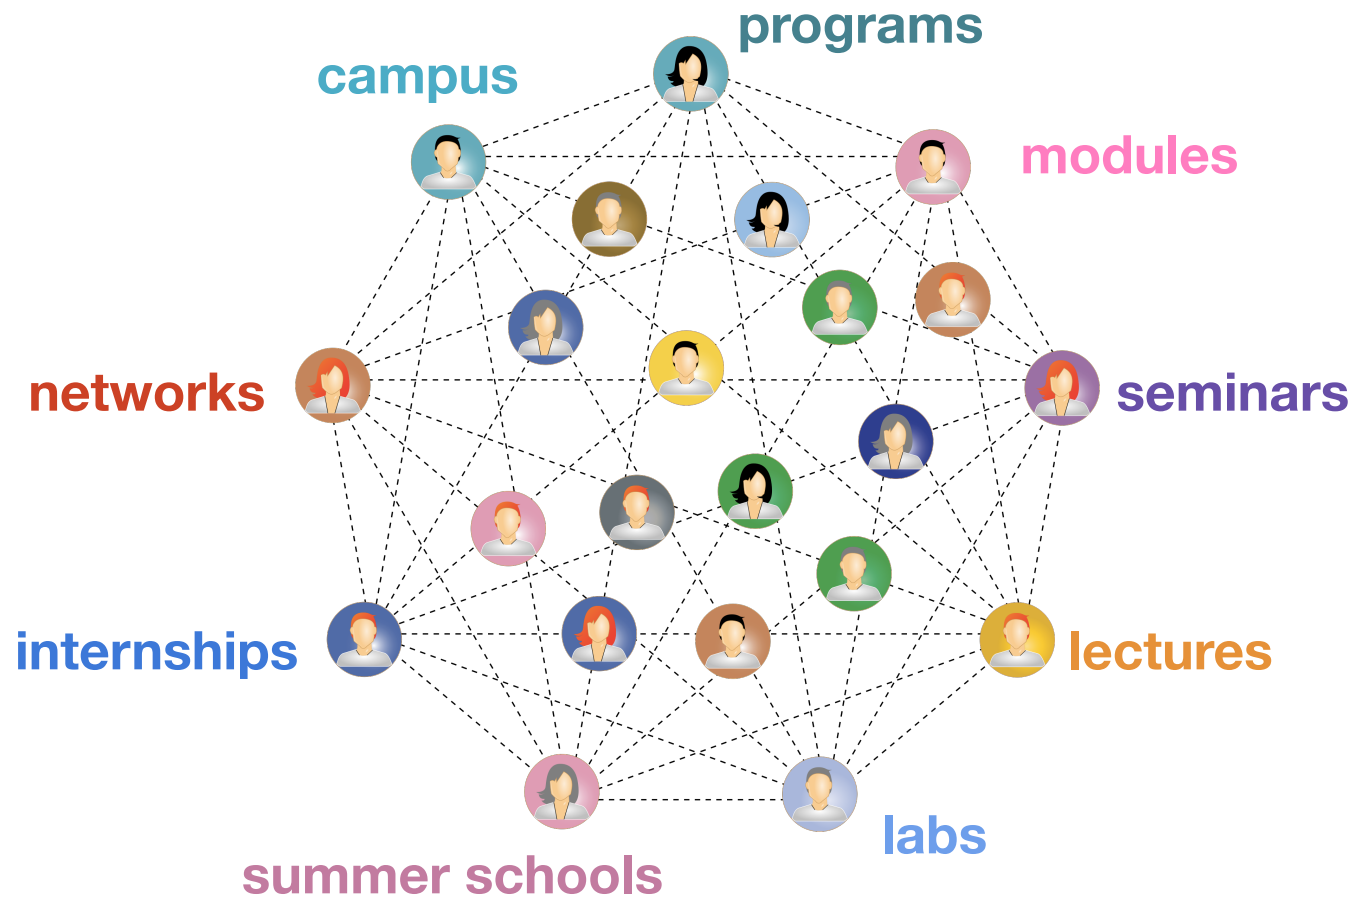 programs
campus
modules
networks
seminars
internships
lectures
labs
summer schools